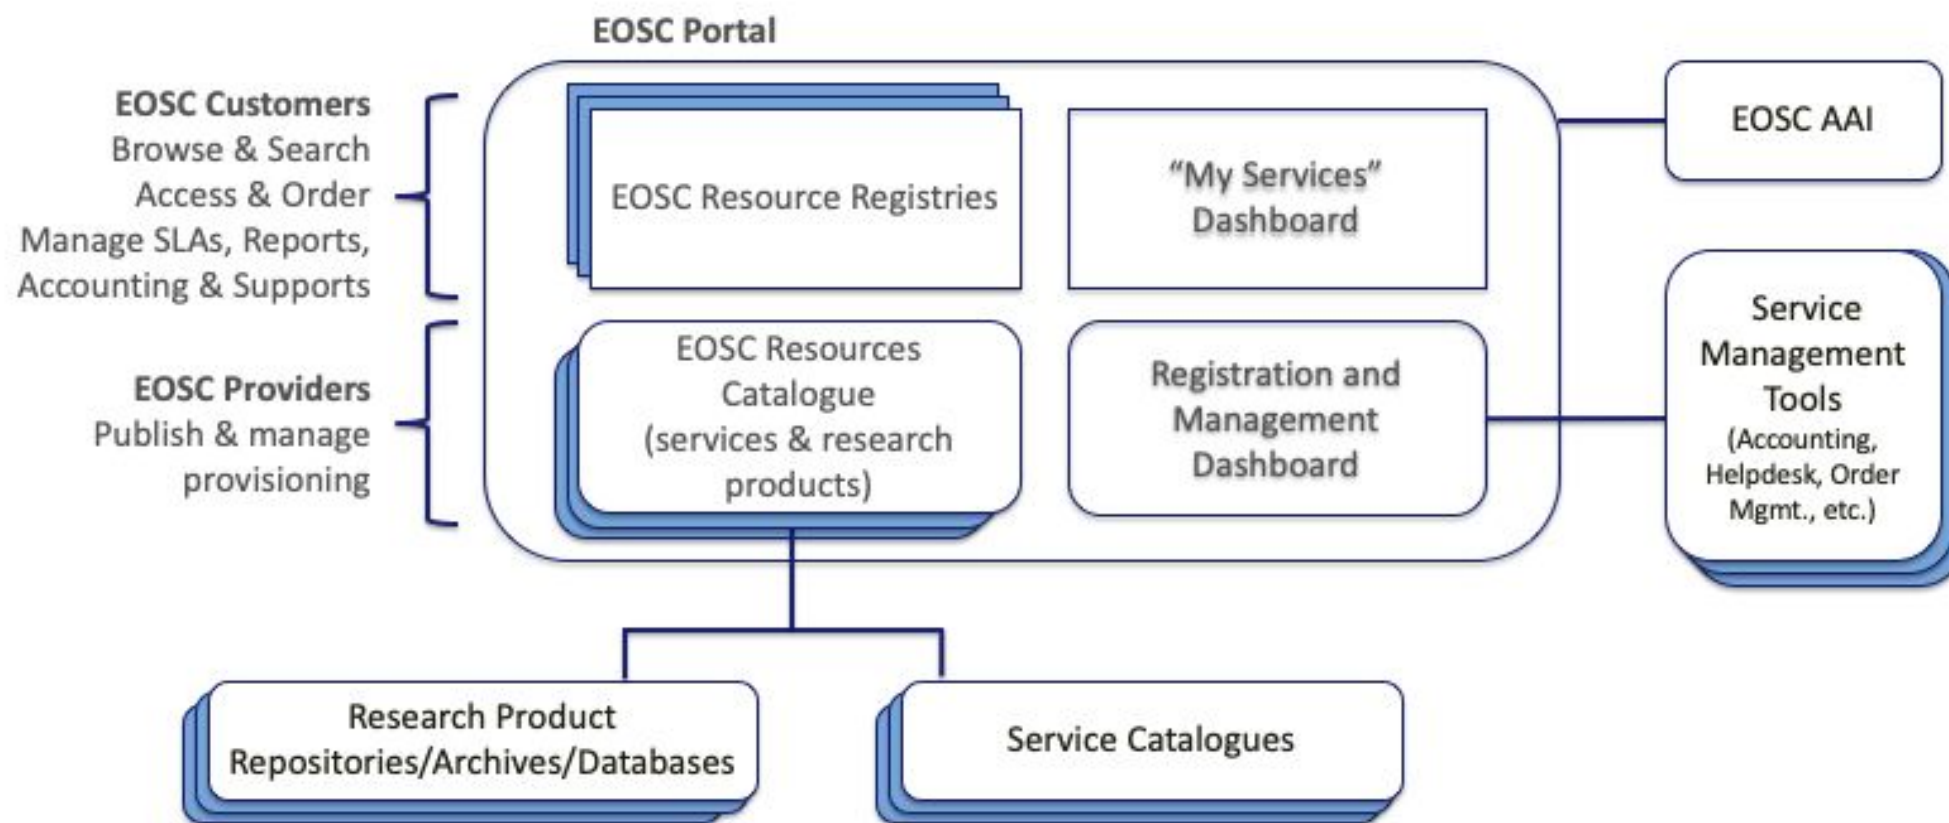 EOSC Portal
EOSC Customers
Browse & Search
Access & Order
Manage SLAs, Reports,
Accounting & Supports
EOSC Resource Registries
“My Services”
Dashboard
EOSC AAI
EOSC Providers
Publish & manage
provisioning
EOSC Resources
Catalogue
(services & research
products)
Registration and
Management
Dashboard
Service
Management
Tools
(Accounting,
Helpdesk, Order
Mgmt., etc.)
Research Product
Repositories/Archives/Databases
Service Catalogues